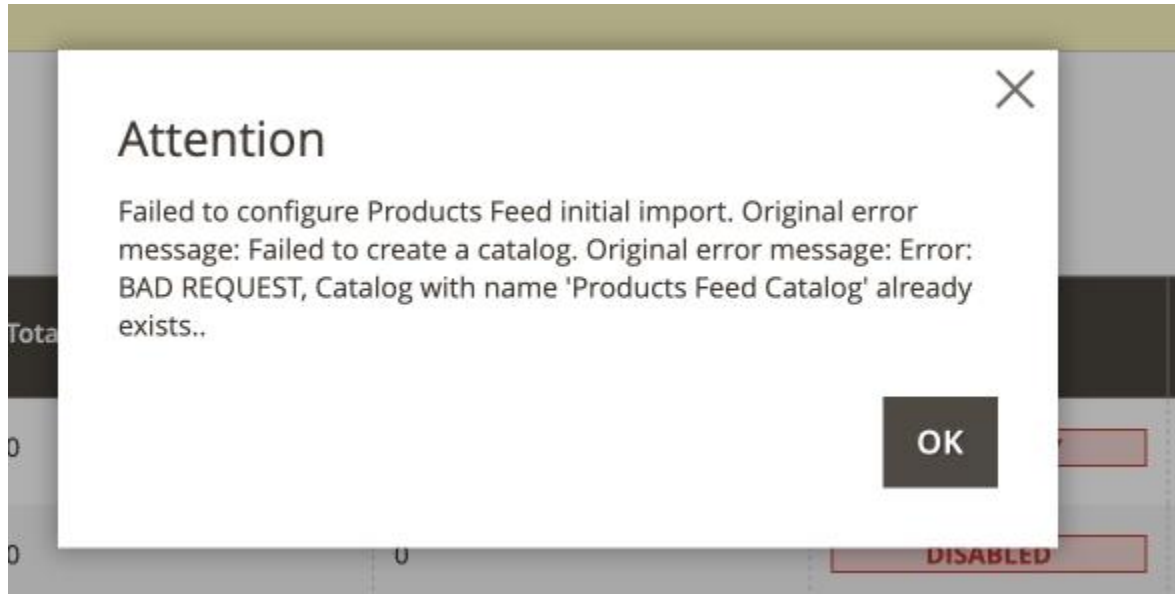 Attention
Failed to configure Products Feed initial import. Original error
message: Failed to create a catalog. Original error message: Error:
BAD REQUEST, Catalog with name 'Products Feed Catalog' already
exists..
Tota
OK
0
0
0
DISABLED